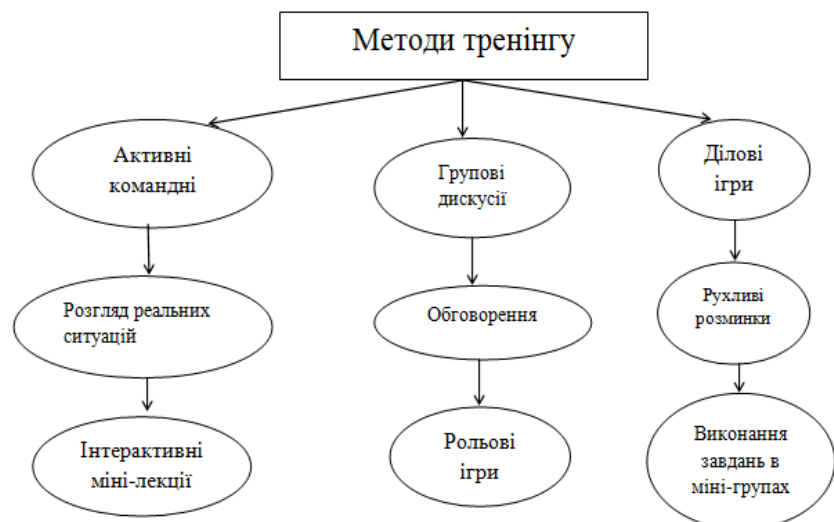 Методи тренінгу
Активні
командні
Групові
дискусії
Ділові
ігри
Розгляд реальних
ситуацій
Обговорення
Рухливі
розминки
Інтерактивні
міні-лекції
Рольові
ігри
Виконання
завдань в
міні-групах